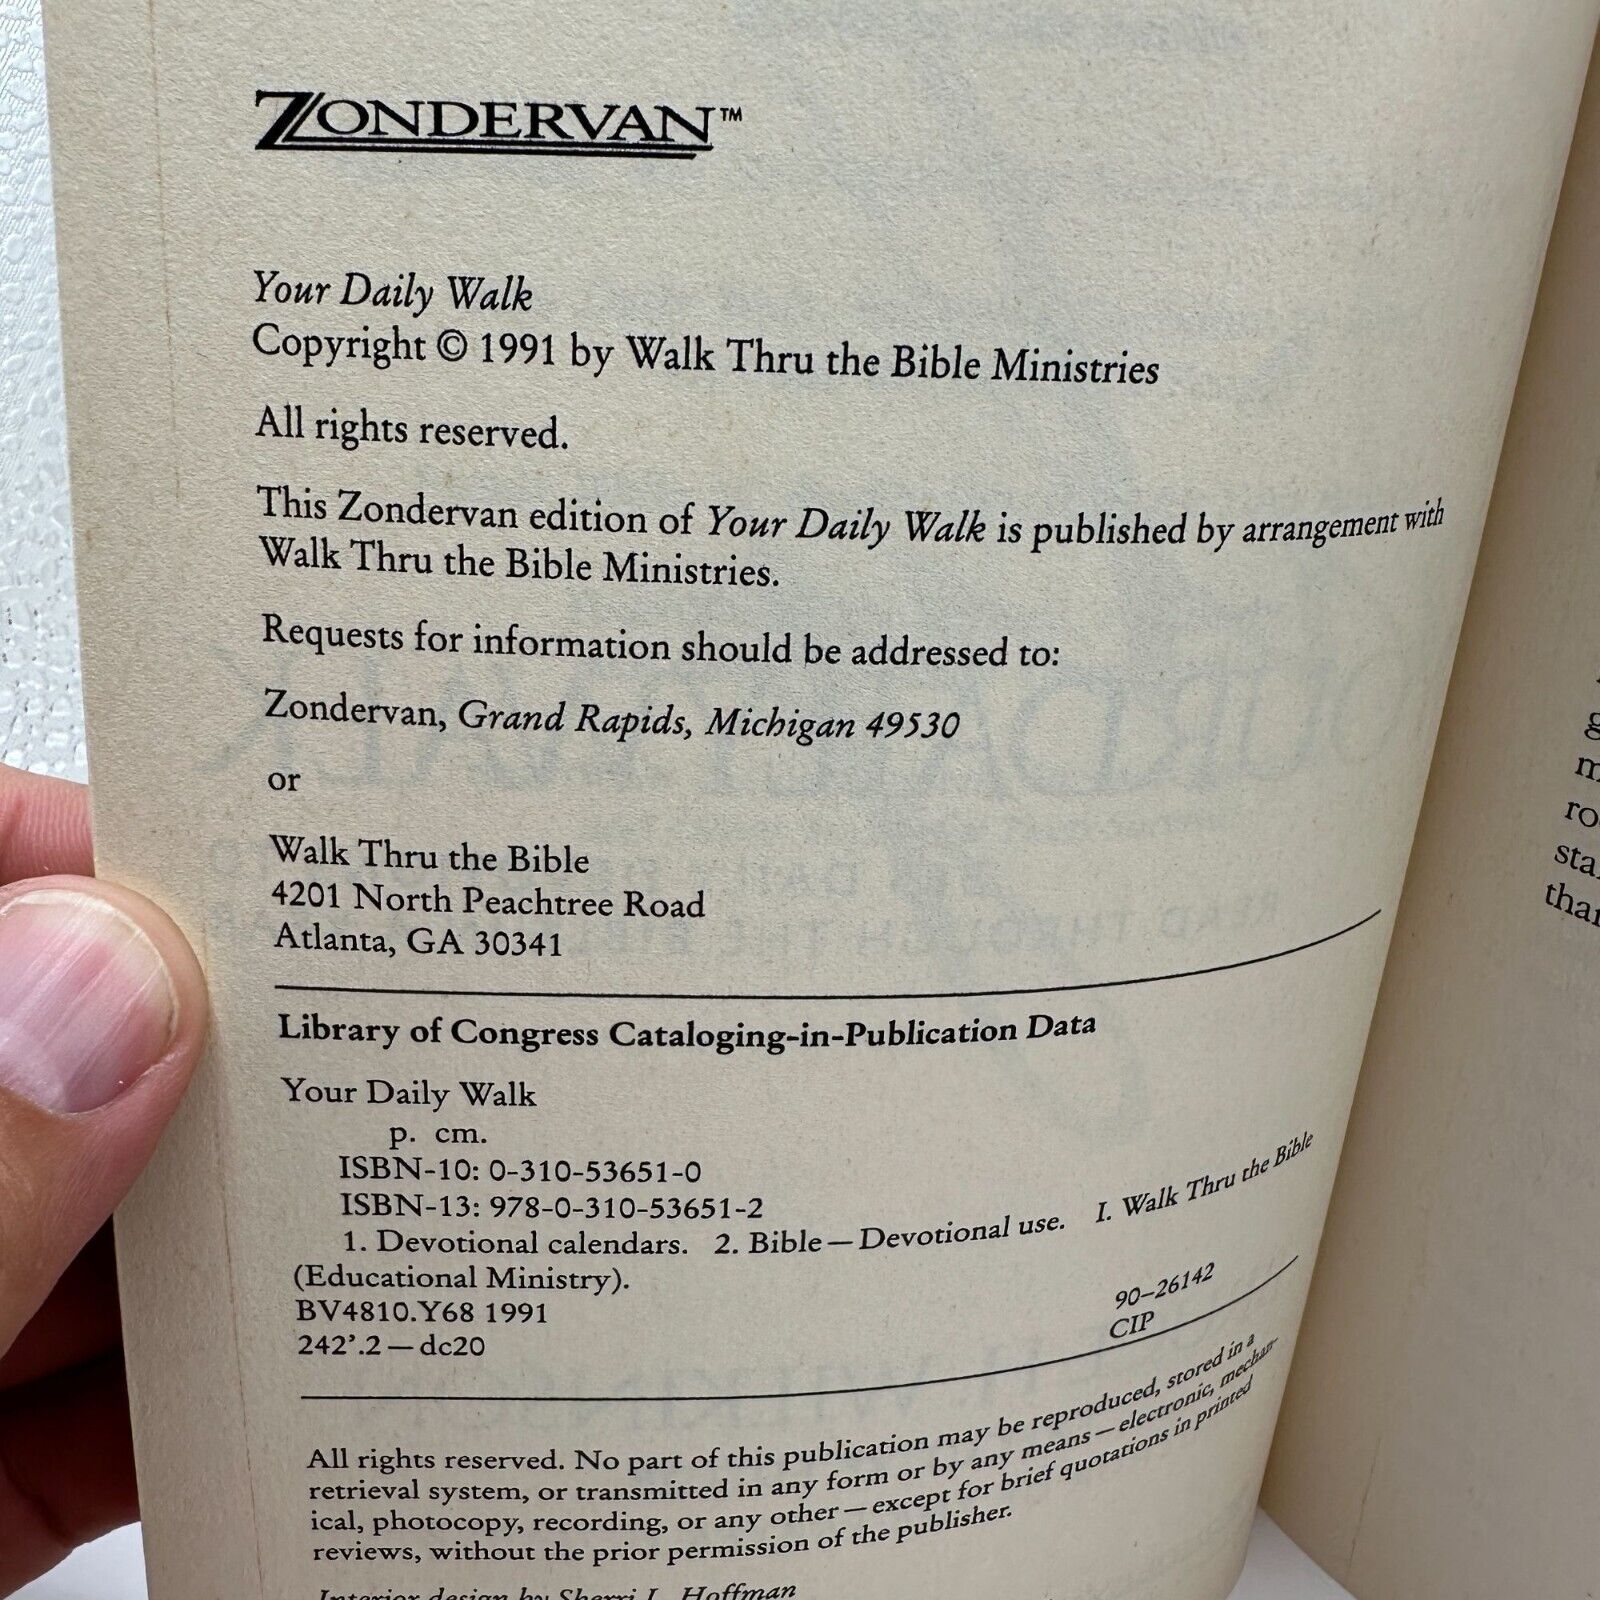 ZONDERVAN™
Your Daily Walk
Copyright © 1991 by Walk Thru the Bible Ministries
All rights reserved.
This Zondervan edition of Your Daily Walk is published by arrangement with
Walk Thru the Bible Ministries.
Requests for information should be addressed to:
Zondervan, Grand Rapids, Michigan 49530
or
Walk Thru the Bible
4201 North Peachtree Road
Atlanta, GA 30341
Library of Congress Cataloging-in-Publication Data
Your Daily Walk
p. cm.
ISBN-10: 0-310-53651-0
ISBN-13: 978-0-310-53651-2
1. Devotional calendars. 2. Bible—Devotional use. I. Walk Thru the Bible
(Educational Ministry).
BV4810.Y68 1991
242'.2—dc20
90-26142
CIP
All rights reserved. No part of this publication may be reproduced, stored in a
retrieval system, or transmitted in any form or by any means—electronic, mechan-
ical, photocopy, recording, or any other—except for brief quotations in printed
reviews, without the prior permission of the publisher.
Interior design by Sherri L. Hoffman